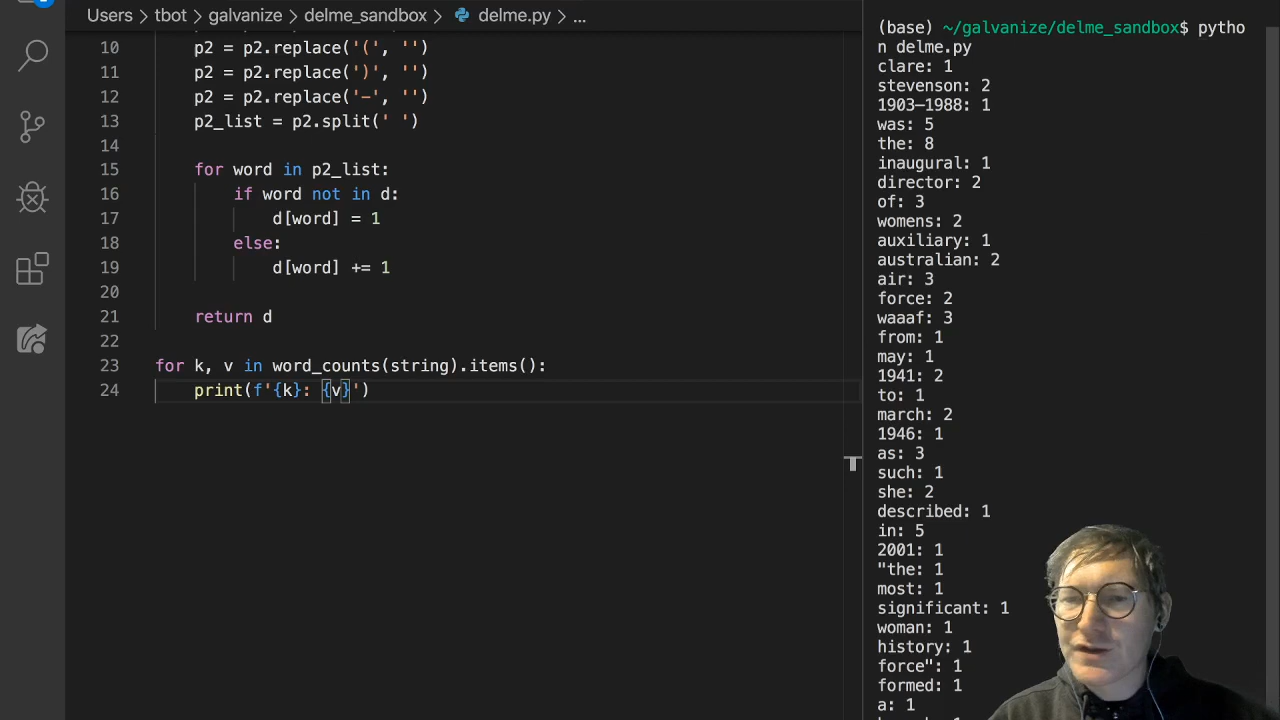 Users > tbot > galvanize > delme_sandbox > delme.py > ...
10 p2 = p2.replace('(', '')
11 p2 = p2.replace(')', '')
12 p2 = p2.replace('–', '')
13 p2_list = p2.split(' ')
14
15 for word in p2_list:
16 if word not in d:
17 d[word] = 1
18 else:
19 d[word] += 1
20
21 return d
22
23 for k, v in word_counts(string).items():
24 print(f'{k}: {v}')
(base) ~/galvanize/delme_sandbox$ pytho
n delme.py
clare: 1
stevenson: 2
1903–1988: 1
was: 5
the: 8
inaugural: 1
director: 2
of: 3
womens: 2
auxiliary: 1
australian: 2
air: 3
force: 2
waaaf: 3
from: 1
may: 1
1941: 2
to: 1
march: 2
1946: 1
as: 3
such: 1
she: 2
described: 1
in: 5
2001: 1
"the: 1
most: 1
significant: 1
woman: 1
history: 1
force": 1
formed: 1
a: 1